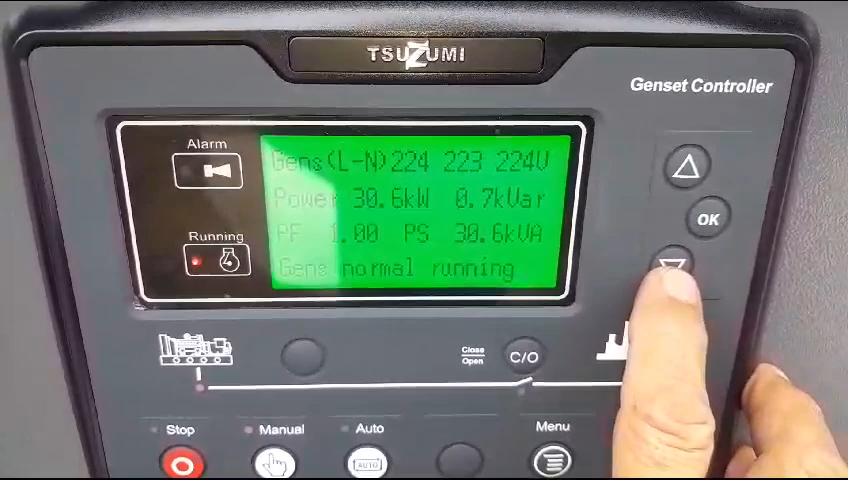 TSUZUMI
Genset Controller
Alarm
Gens(L-N)224 223 224V
Power 30.6kW 0.7kVar
OK
Running
PF 1.00 PS 30.6kVA
Gens normal running
Close
Open
C/O
Stop
Manual
Auto
Menu
AUTO